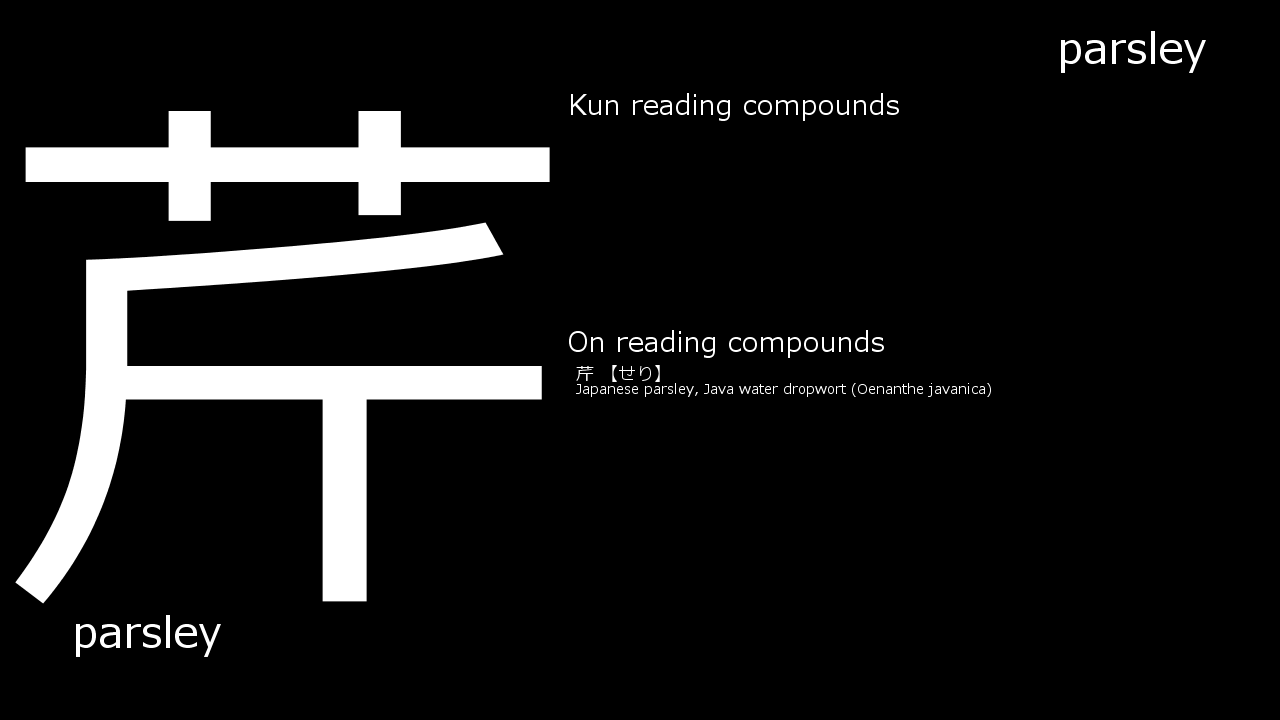 parsley
芹
Kun reading compounds
On reading compounds
芹 【せり】
Japanese parsley, Java water dropwort (Oenanthe javanica)
parsley